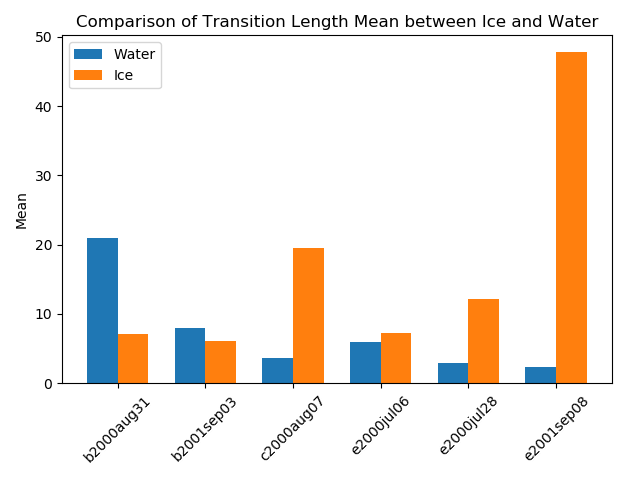 Comparison of Transition Length Mean between Ice and Water
Water
Ice
Mean
50
40
30
20
10
0
b2000aug31
b2001sep03
c2000aug07
e2000jul06
e2000jul28
e2001sep08